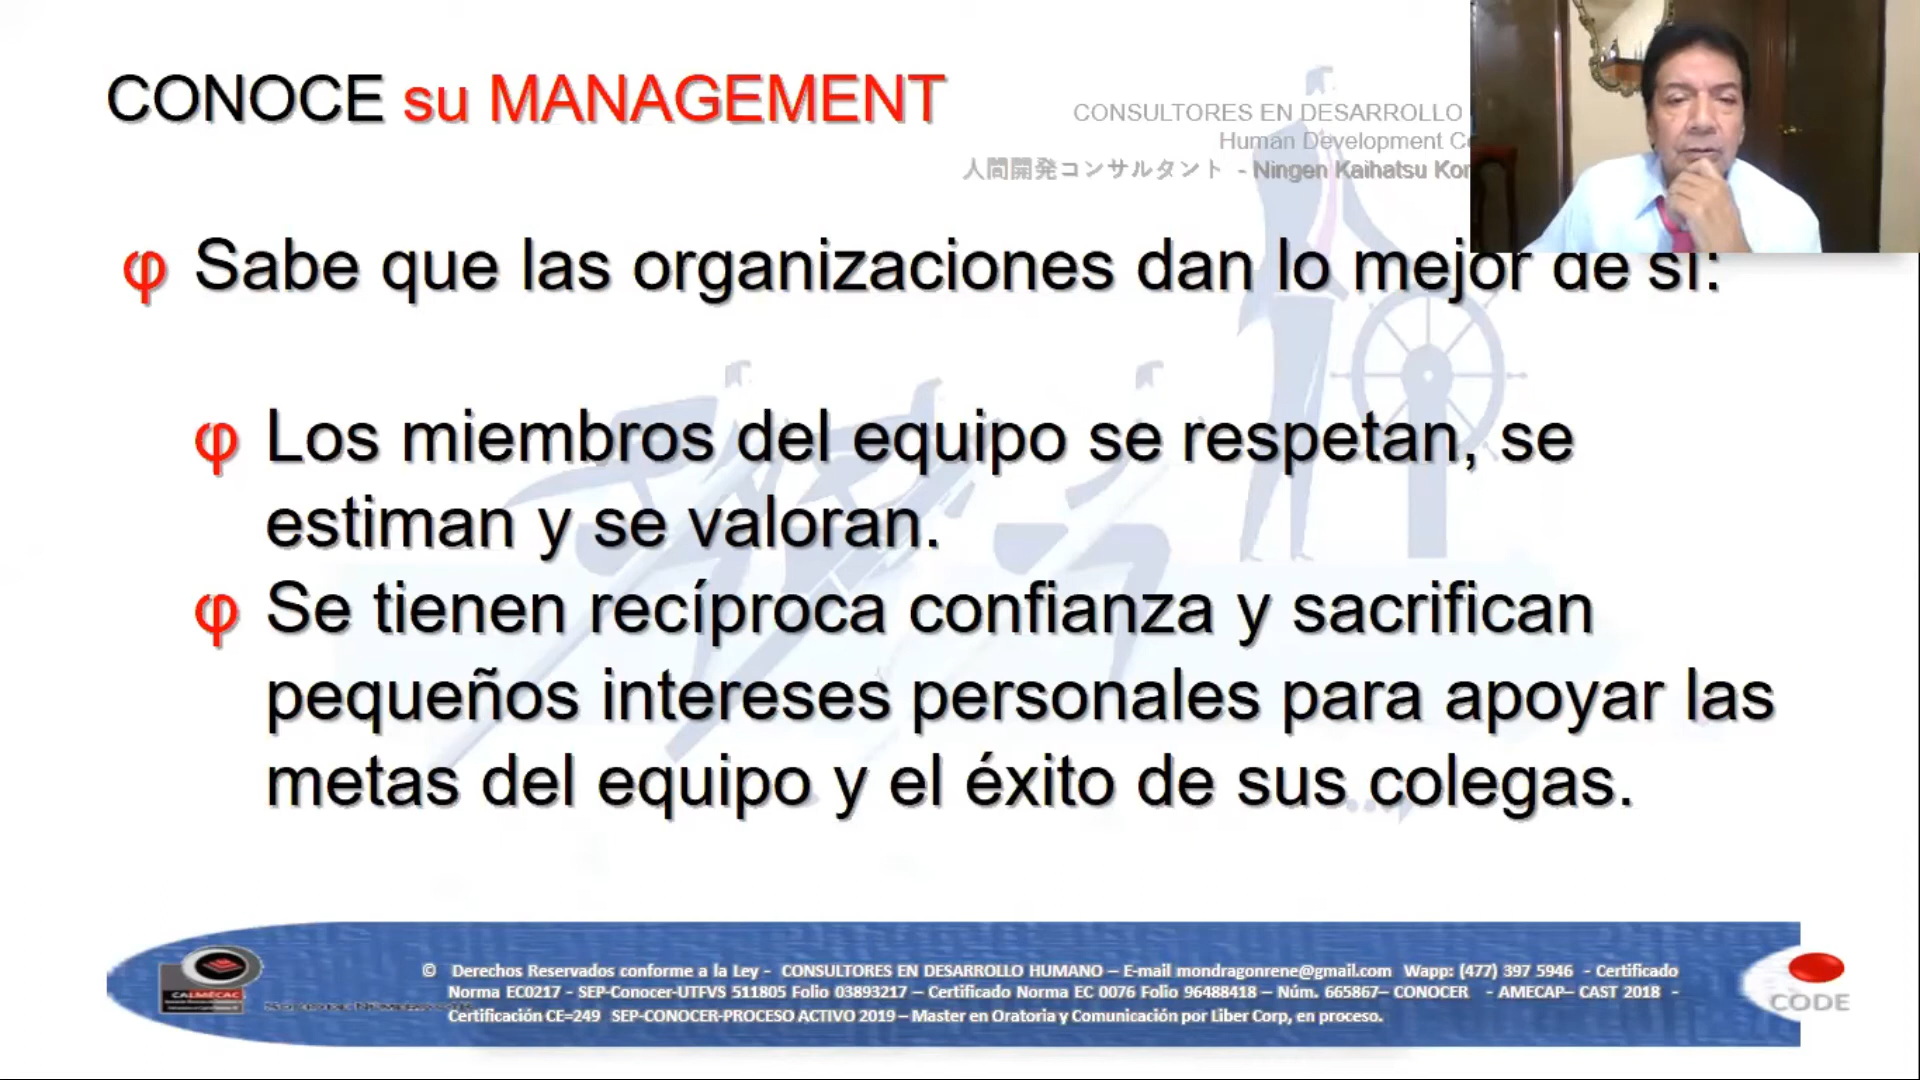 CONOCE su MANAGEMENT
CONSULTORES EN DESARROLLO
Human Development
人間開発コンサルタント - Ningen Kaihatsu
φ Sabe que las organizaciones dan lo mejor de sí:
φ Los miembros del equipo se respetan, se
estiman y se valoran.
φ Se tienen recíproca confianza y sacrifican
pequeños intereses personales para apoyar las
metas del equipo y el éxito de sus colegas.
© Derechos Reservados conforme a la Ley - CONSULTORES EN DESARROLLO HUMANO – E-mail mondragonrene@gmail.com Wapp: (477) 397 5946 - Certificado
Norma EC0217 - SEP-Conocer-UTFVS 511805 Folio 03893217 – Certificado Norma EC 0076 Folio 96488418 – Núm. 665867– CONOCER - AMECAP– CAST 2018 -
Certificación CE=249 SEP-CONOCER-PROCESO ACTIVO 2019 – Master en Oratoria y Comunicación por Liber Corp, en proceso.
CALMECAC
CODE